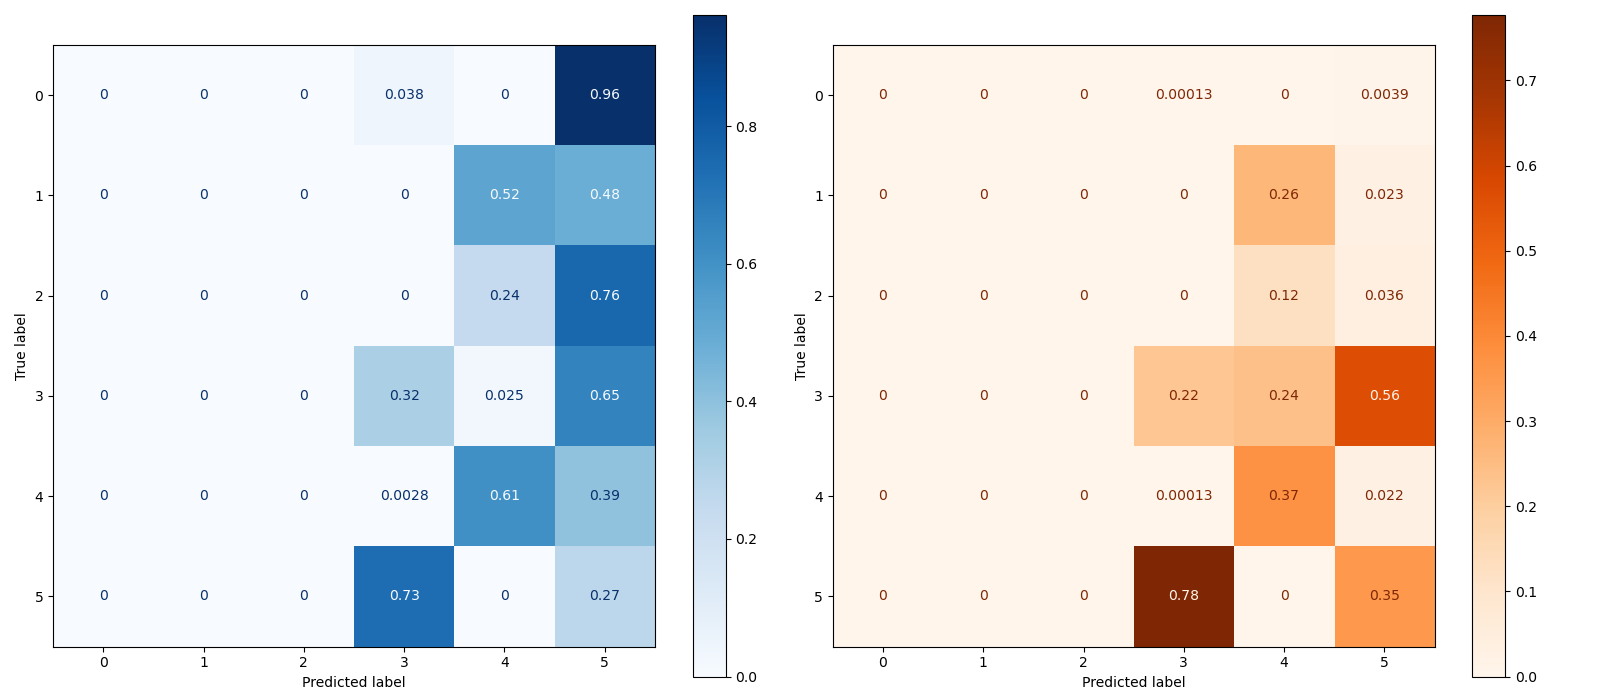 0 0 0 0 0.038 0 0.96
1 0 0 0 0 0.52 0.48
2 0 0 0 0 0.24 0.76
3 0 0 0 0.32 0.025 0.65
4 0 0 0 0.0028 0.61 0.39
5 0 0 0 0.73 0 0.27
0 1 2 3 4 5
True label
Predicted label
0.8
0.6
0.4
0.2
0.0
0 0 0 0 0.00013 0 0.0039
1 0 0 0 0 0.26 0.023
2 0 0 0 0 0.12 0.036
3 0 0 0 0.22 0.24 0.56
4 0 0 0 0.00013 0.37 0.022
5 0 0 0 0.78 0 0.35
0 1 2 3 4 5
True label
Predicted label
0.7
0.6
0.5
0.4
0.3
0.2
0.1
0.0